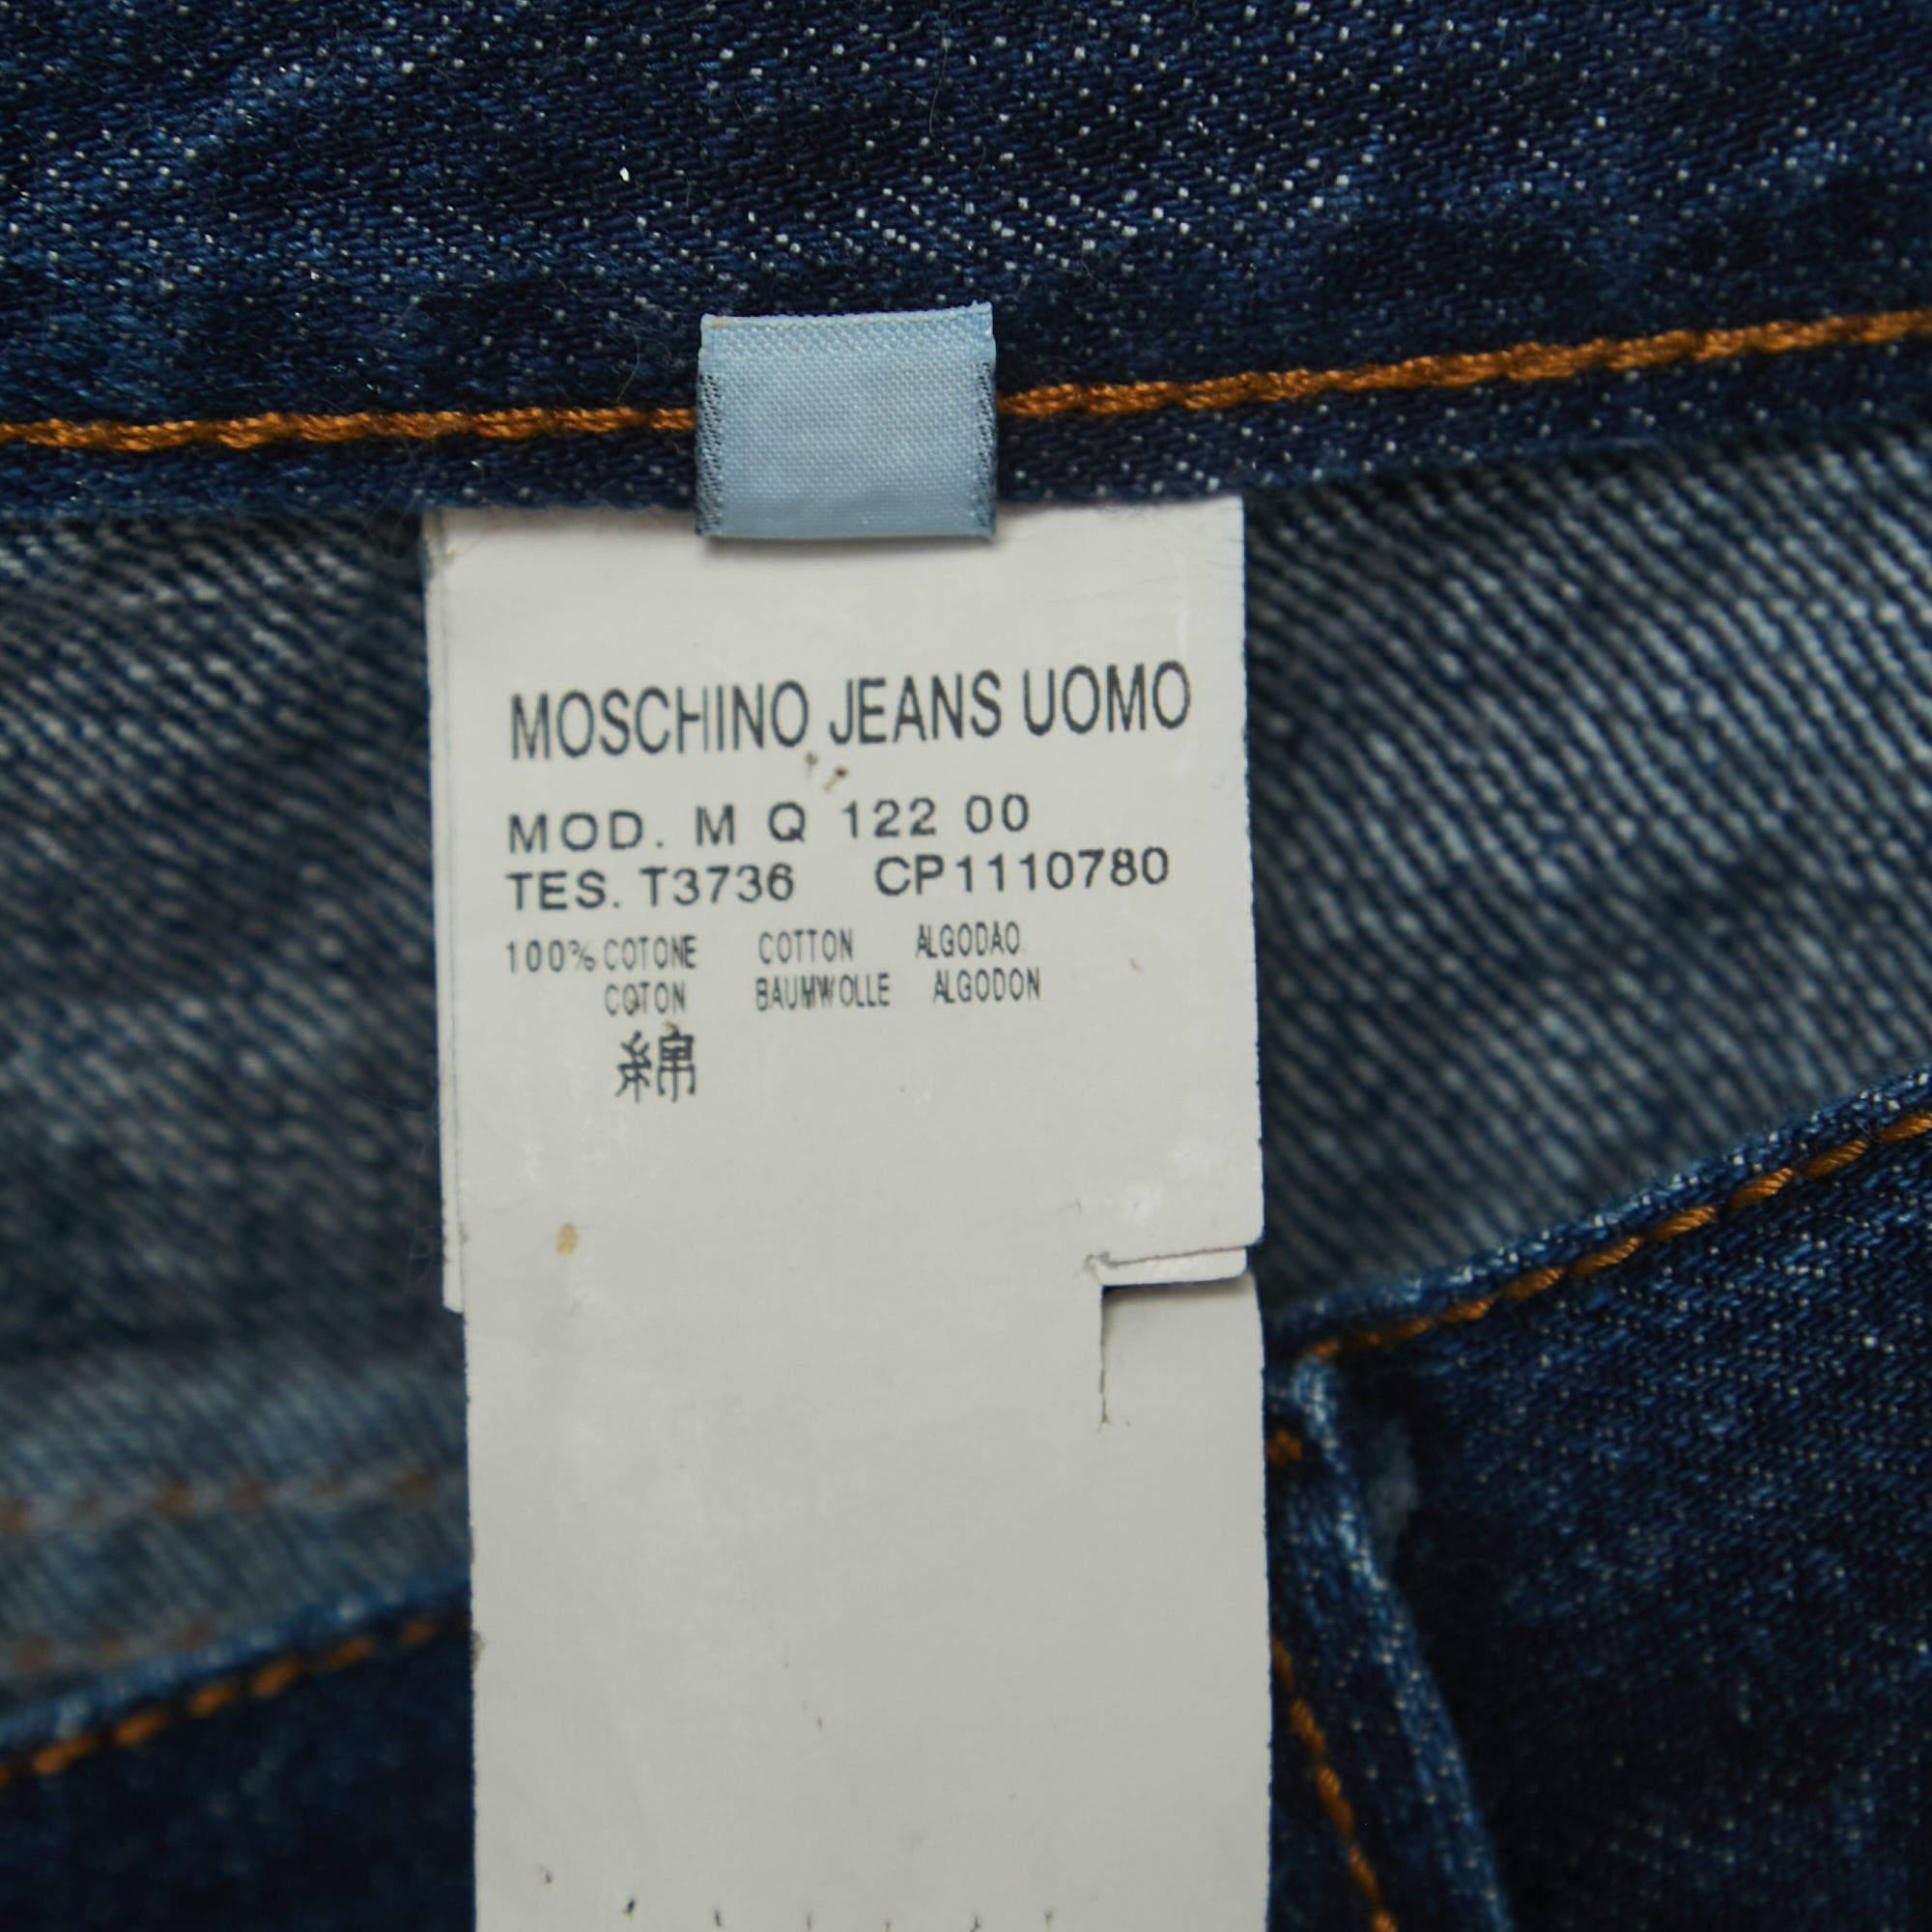 MOSCHINO JEANS UOMO
MOD. M Q 122 00
TES. T3736 CP1110780
100% COTONE COTTON ALGODAO
COTON BAUMWOLLE ALGODON
綿